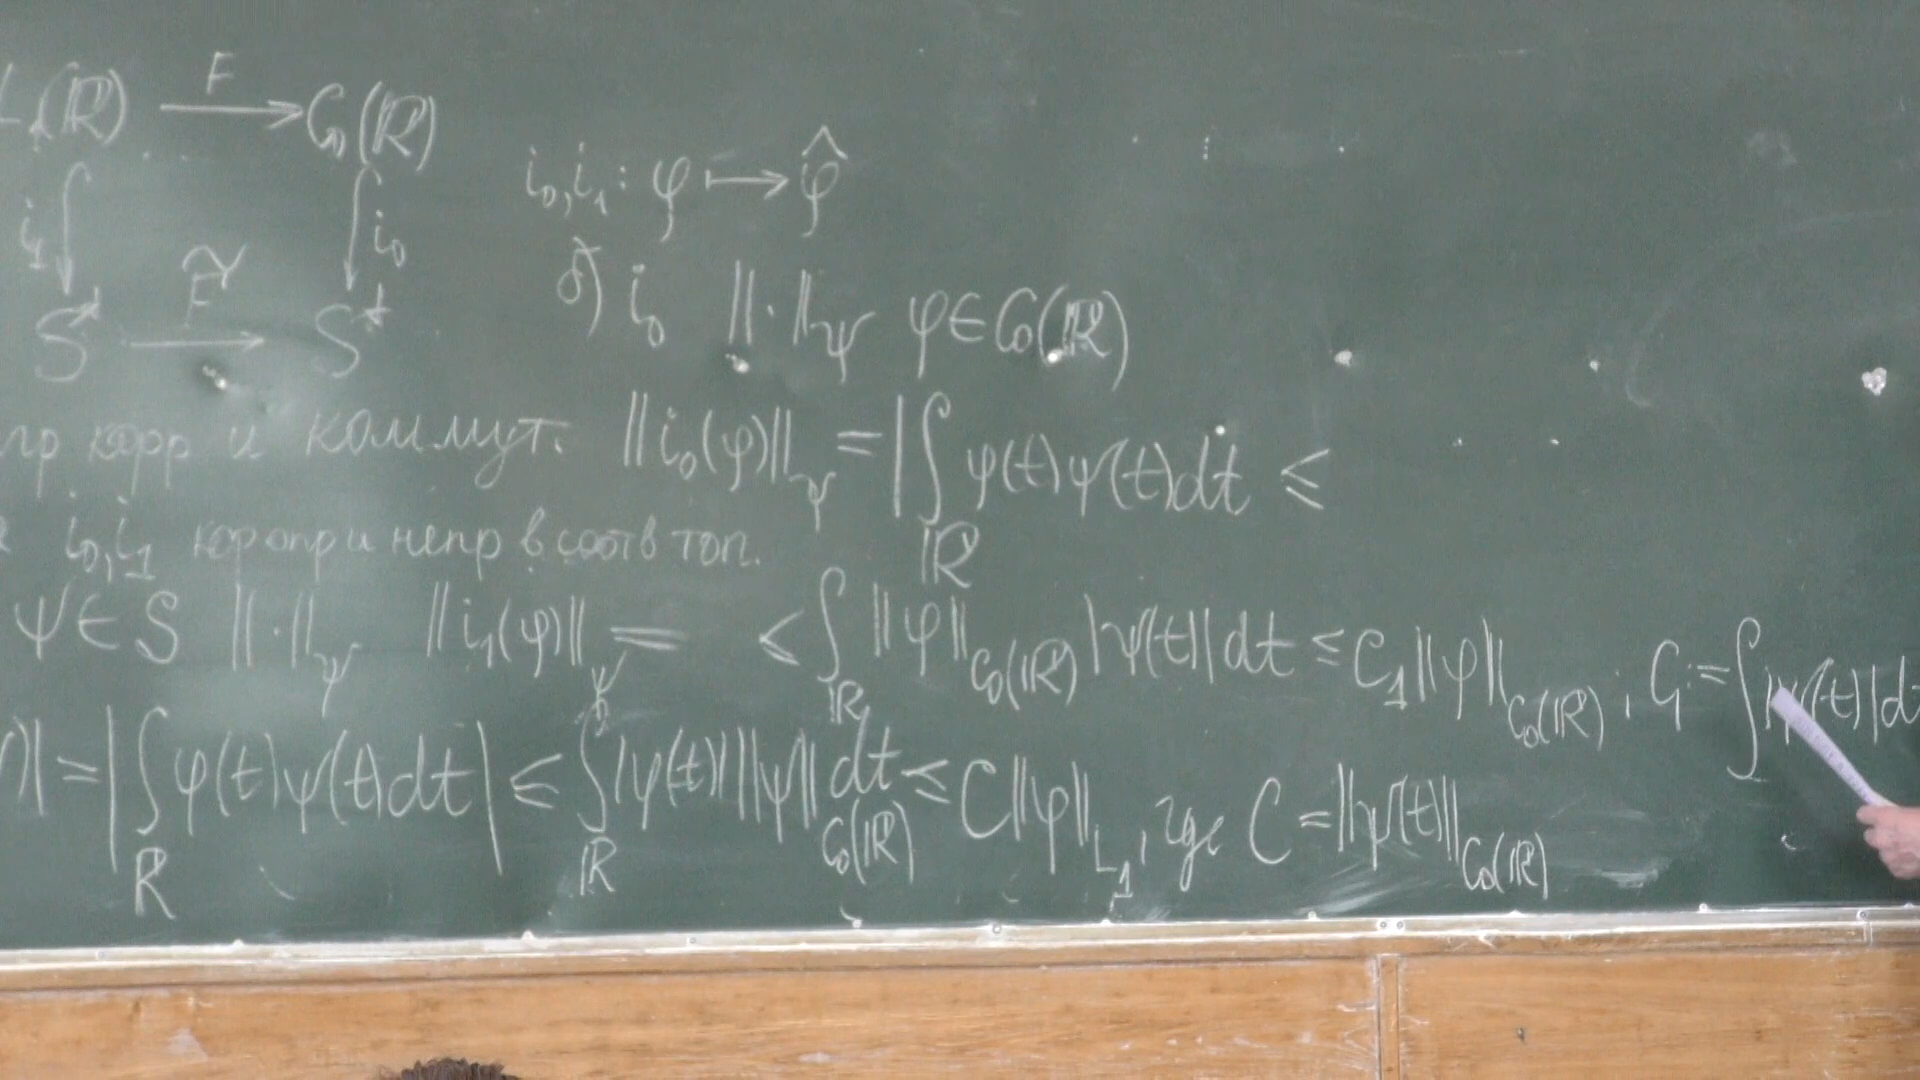 L₁(ℝ) —F→ C₀(ℝ)
i₀, i₁ : φ ↦ φ̂
i₁ ↓ ↓ i₀
S* —F̃→ S*
б) i₀ ‖·‖_ψ φ ∈ C₀(ℝ)
корр и коммут. ‖i₀(φ)‖_ψ = |∫_ℝ φ(t)ψ(t)dt ≤
i₀, i₁ кор опр и непр в соотв топ.
ψ ∈ S ‖·‖_ψ ‖i₁(φ)‖_ψ = ≤ ∫_ℝ ‖φ‖_{C₀(ℝ)} |ψ(t)| dt ≤ C₁‖φ‖_{C₀(ℝ)}, C₁ := ∫|ψ(t)|dt
| = |∫_ℝ φ(t)ψ(t)dt| ≤ ∫_ℝ |φ(t)| ‖ψ‖_{C₀(ℝ)} dt ≤ C‖φ‖_{L₁}, где C = ‖ψ(t)‖_{C₀(ℝ)}